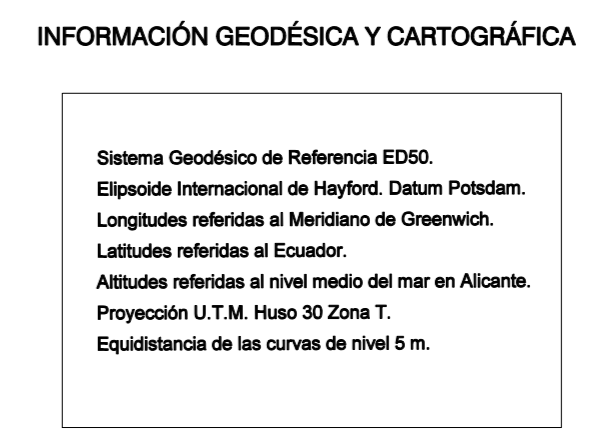 INFORMACIÓN GEODÉSICA Y CARTOGRÁFICA
Sistema Geodésico de Referencia ED50.
Elipsoide Internacional de Hayford. Datum Potsdam.
Longitudes referidas al Meridiano de Greenwich.
Latitudes referidas al Ecuador.
Altitudes referidas al nivel medio del mar en Alicante.
Proyección U.T.M. Huso 30 Zona T.
Equidistancia de las curvas de nivel 5 m.